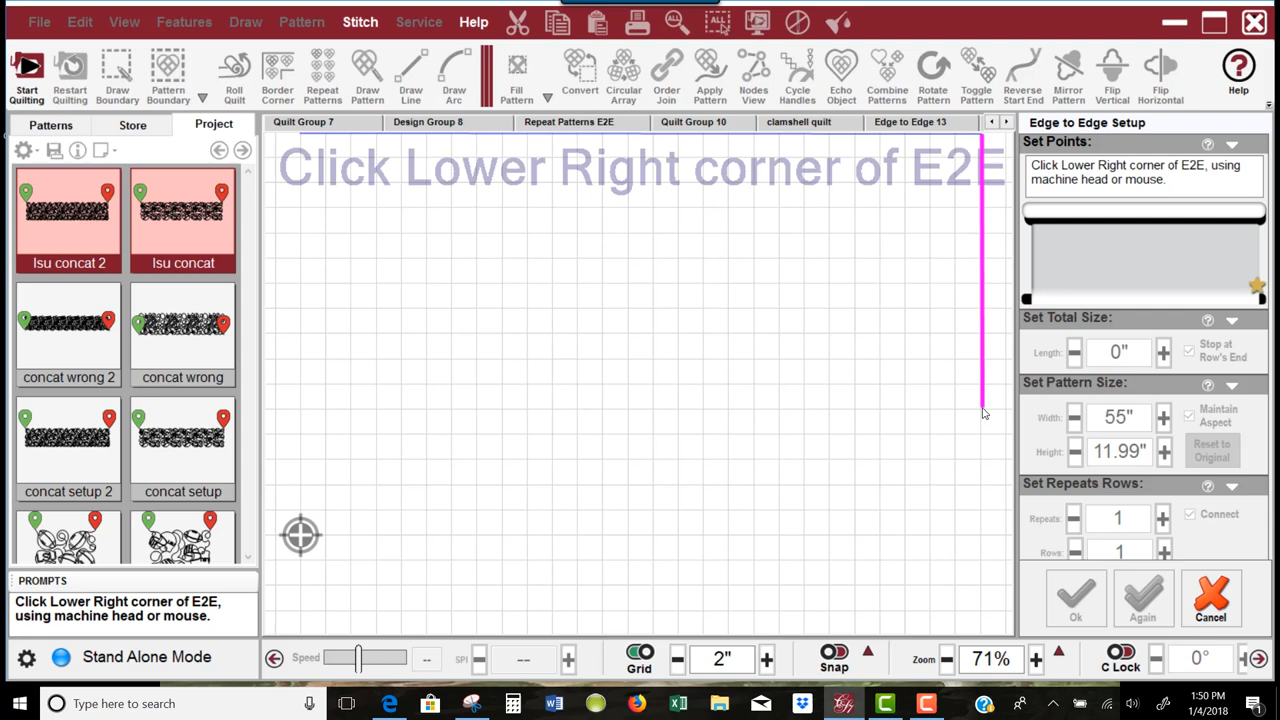 File Edit View Features Draw Pattern Stitch Service Help
ALL ALL
Start Quilting
Restart Quilting
Draw Boundary
Pattern Boundary
Roll Quilt
Border Corner
Repeat Patterns
Draw Pattern
Draw Line
Draw Arc
Fill Pattern
Convert
Circular Array
Order Join
Apply Pattern
Nodes View
Cycle Handles
Echo Object
Combine Patterns
Rotate Pattern
Toggle Pattern
Reverse Start End
Mirror Pattern
Flip Vertical
Flip Horizontal
Help
Patterns Store Project
Quilt Group 7 Design Group 8 Repeat Patterns E2E Quilt Group 10 clamshell quilt Edge to Edge 13
lsu concat 2 lsu concat
concat wrong 2 concat wrong
concat setup 2 concat setup
PROMPTS
Click Lower Right corner of E2E,
using machine head or mouse.
Stand Alone Mode
Click Lower Right corner of E2E
Edge to Edge Setup
Set Points:
Click Lower Right corner of E2E, using
machine head or mouse.
Set Total Size:
Length: 0" Stop at Row's End
Set Pattern Size:
Width: 55" Maintain Aspect
Height: 11.99" Reset to Original
Set Repeats Rows:
Repeats: 1 Connect
Rows: 1
Ok Again Cancel
Speed -- SPI -- Grid 2" Snap Zoom 71% C Lock 0°
Type here to search
1:50 PM
1/4/2018